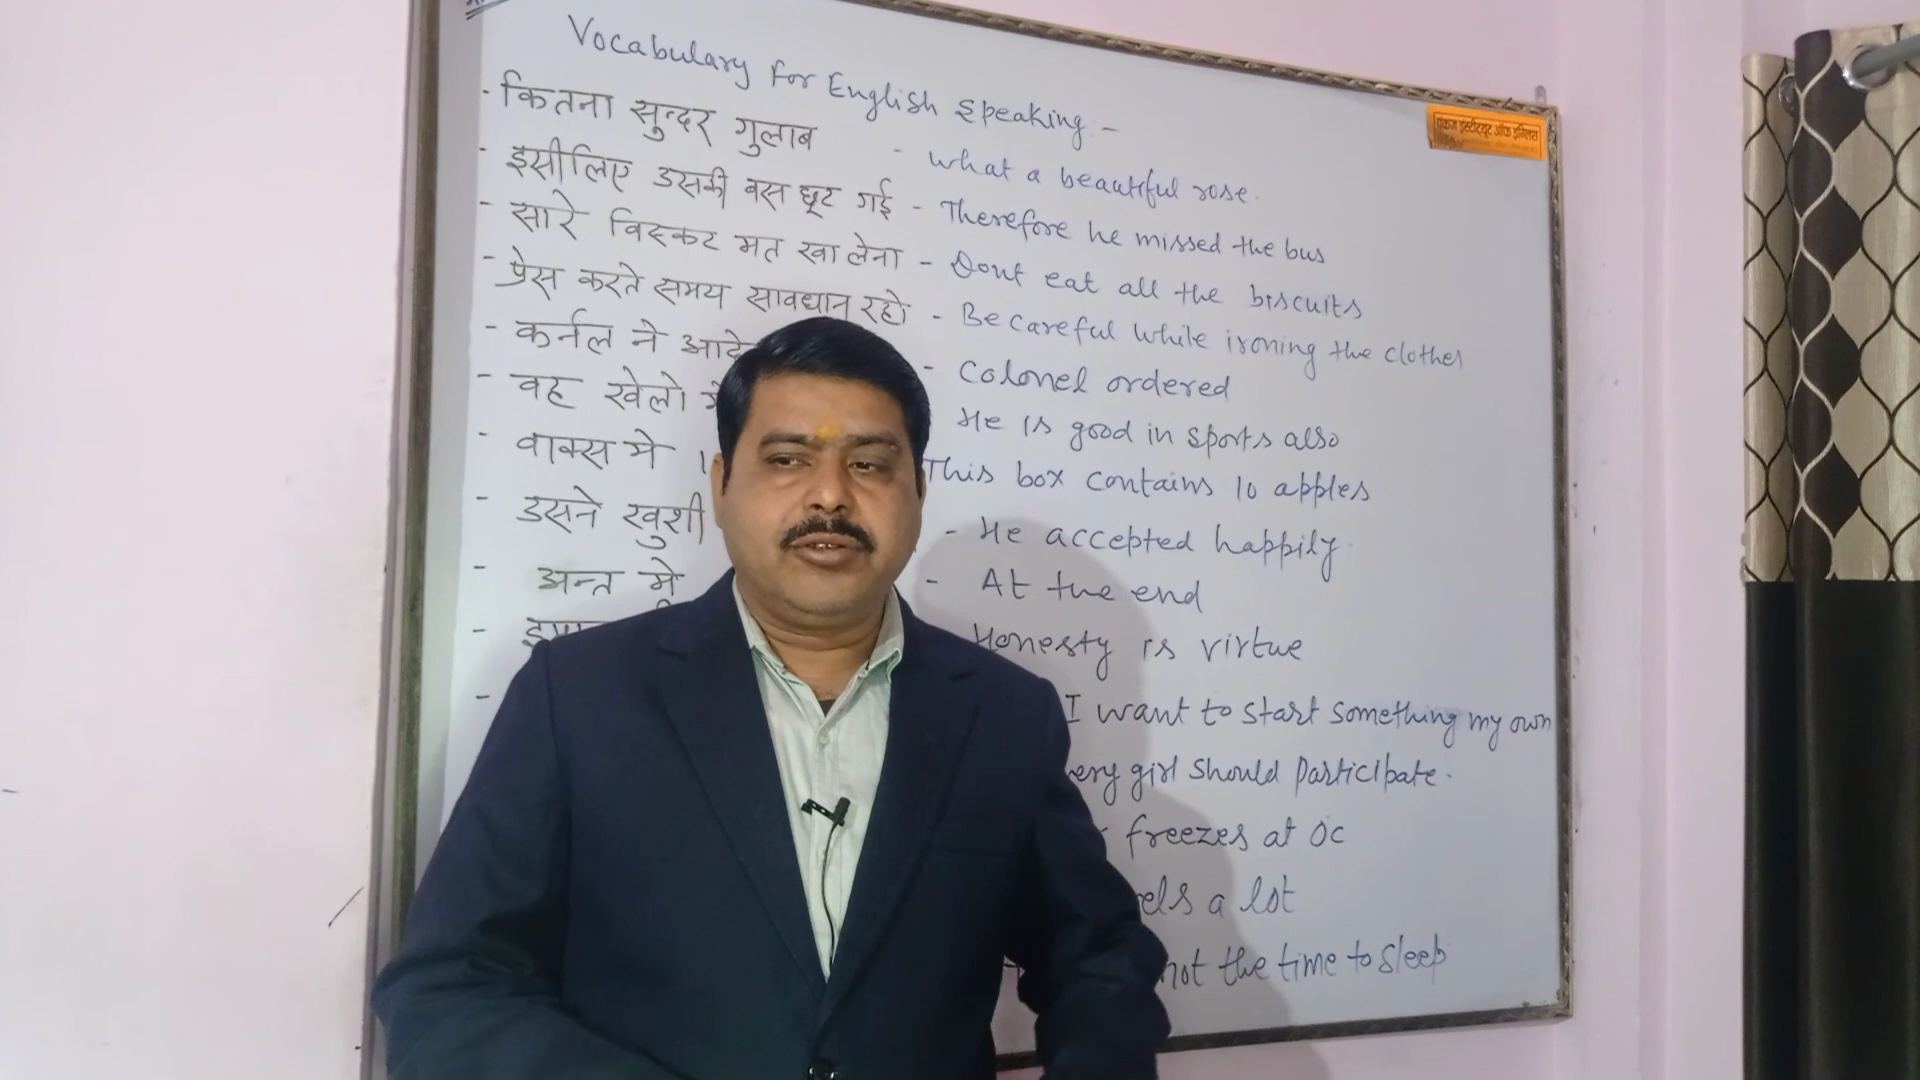 Vocabulary for English Speaking :-
· कितना सुन्दर गुलाब - what a beautiful rose.
· इसीलिए उसकी बस छूट गई - Therefore he missed the bus
· सारे विस्कट मत खा लेना - Dont eat all the biscuits
· प्रेस करते समय सावधान रहो - Be careful while ironing the clothes
· कर्नल ने - Colonel ordered
· वह खेलो He is good in sports also
· वाक्स मे This box contains 10 apples
· उसने खुशी - He accepted happily.
· अन्त मे - At the end
Honesty is virtue
I want to start something my own
girl should participate.
freezes at 0c
a lot
not the time to sleep
पंकज इंस्टीट्यूट ऑफ इंग्लिश